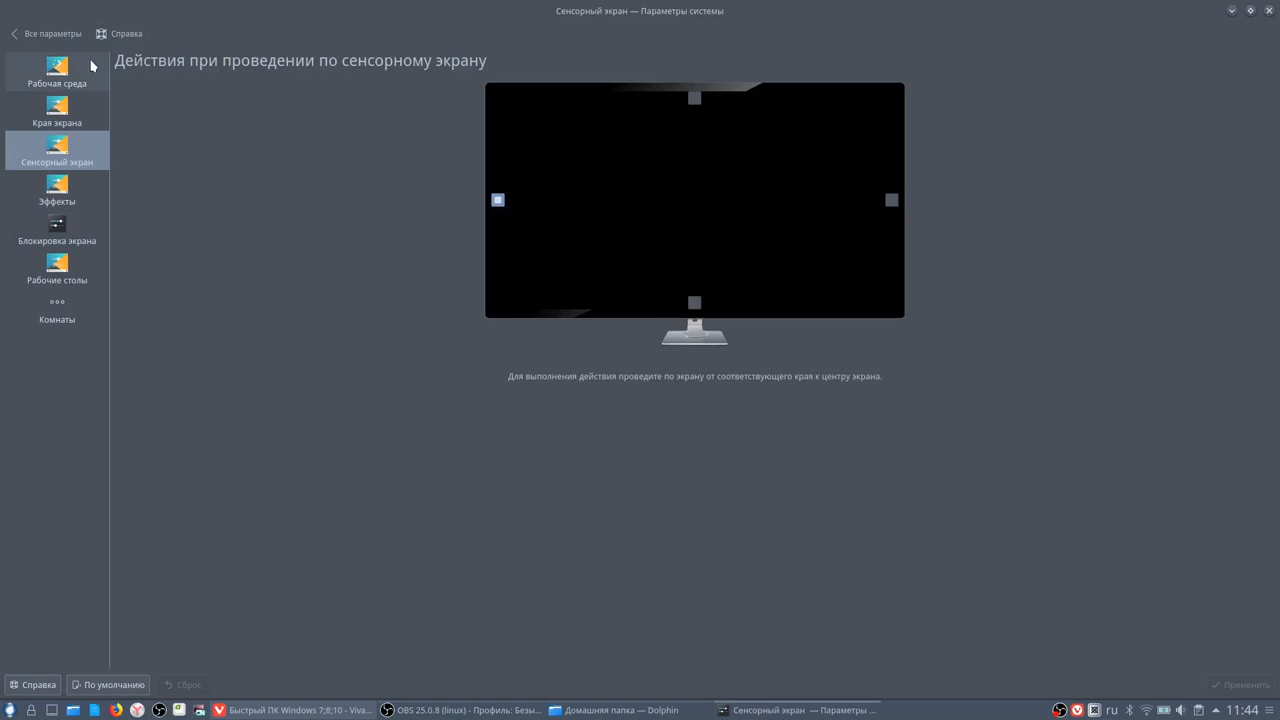 Сенсорный экран — Параметры системы
Все параметры
Справка
Действия при проведении по сенсорному экрану
Рабочая среда
Края экрана
Сенсорный экран
Эффекты
Блокировка экрана
Рабочие столы
Комнаты
Для выполнения действия проведите по экрану от соответствующего края к центру экрана.
Справка
По умолчанию
Сброс
Применить
Быстрый ПК Windows 7;8;10 - Viva...
OBS 25.0.8 (linux) - Профиль: Безы...
Домашняя папка — Dolphin
Сенсорный экран — Параметры ...
ru
11:44